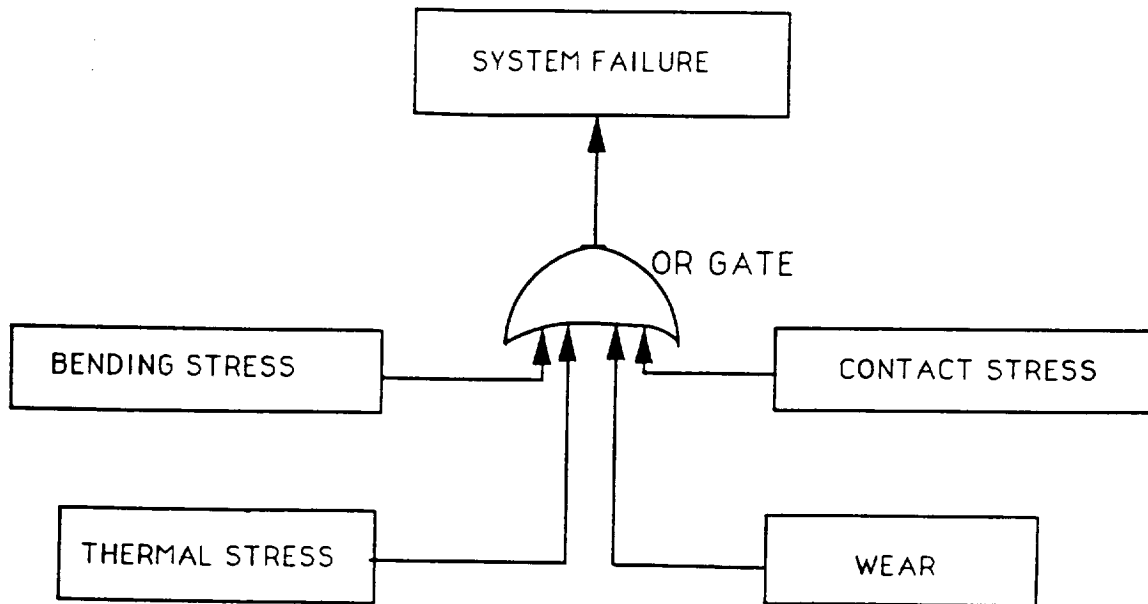 SYSTEM FAILURE
OR GATE
BENDING STRESS
CONTACT STRESS
THERMAL STRESS
WEAR